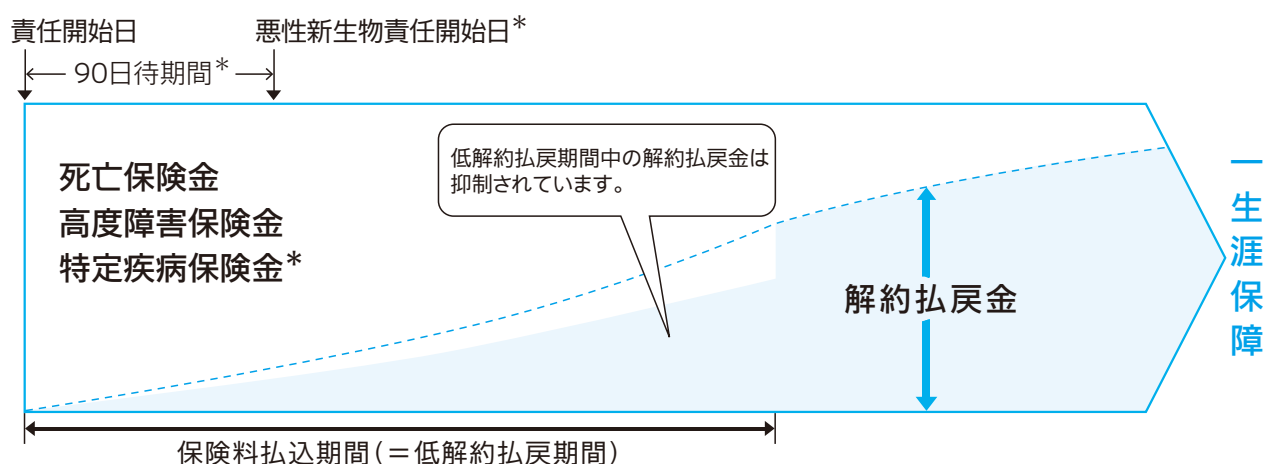 責任開始日
悪性新生物責任開始日*
90日待期間*
死亡保険金
高度障害保険金
特定疾病保険金*
低解約払戻期間中の解約払戻金は
抑制されています。
解約払戻金
一生涯保障
保険料払込期間(=低解約払戻期間)